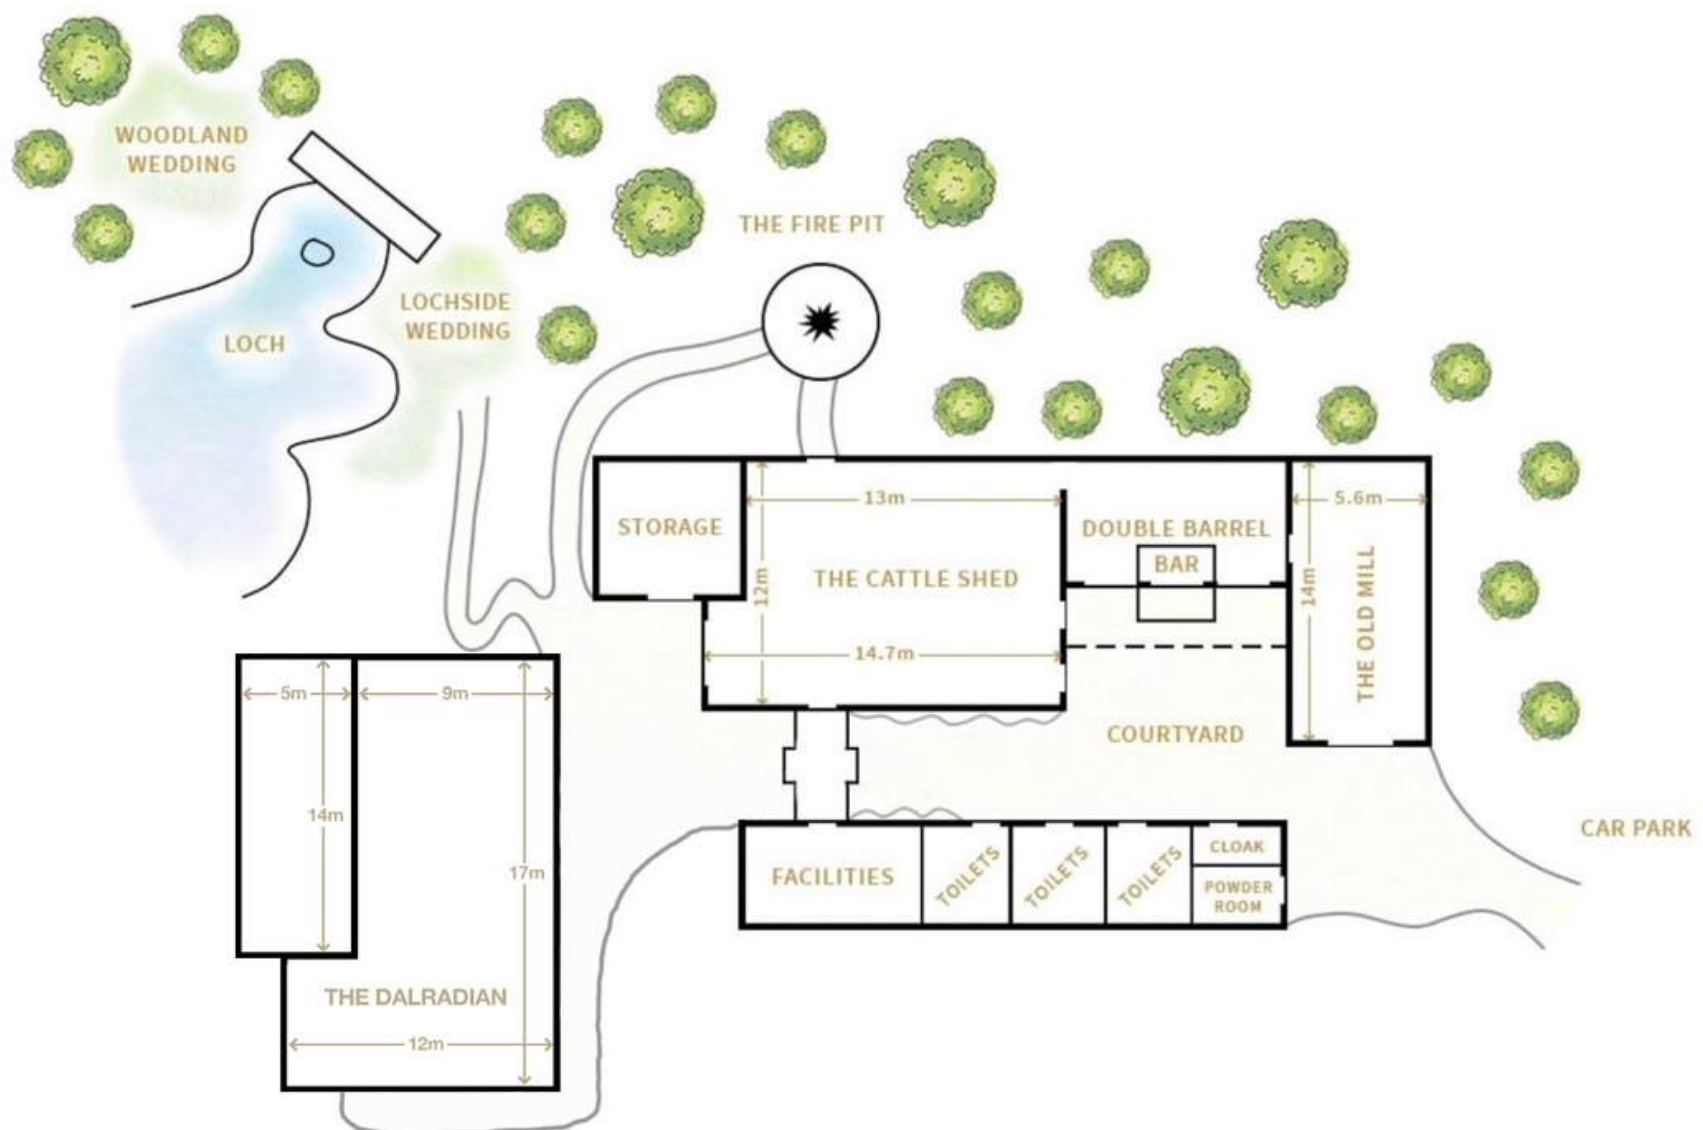 WOODLAND
WEDDING
THE FIRE PIT
LOCHSIDE
WEDDING
LOCH
STORAGE
13m
THE CATTLE SHED
12m
14.7m
DOUBLE BARREL
BAR
5.6m
14m
THE OLD MILL
COURTYARD
CAR PARK
5m
9m
14m
17m
THE DALRADIAN
12m
FACILITIES
TOILETS
TOILETS
TOILETS
CLOAK
POWDER
ROOM